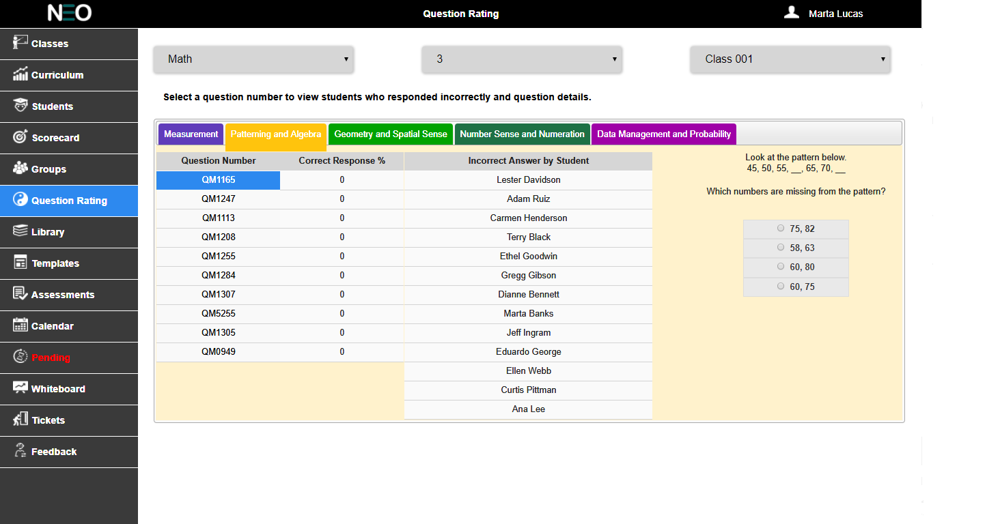 NEO
Question Rating
Marta Lucas
Classes
Curriculum
Students
Scorecard
Groups
Question Rating
Library
Templates
Assessments
Calendar
Pending
Whiteboard
Tickets
Feedback
Math 3 Class 001
Select a question number to view students who responded incorrectly and question details.
Measurement Patterning and Algebra Geometry and Spatial Sense Number Sense and Numeration Data Management and Probability
Question Number Correct Response % Incorrect Answer by Student
QM1165 0 Lester Davidson
QM1247 0 Adam Ruiz
QM1113 0 Carmen Henderson
QM1208 0 Terry Black
QM1255 0 Ethel Goodwin
QM1284 0 Gregg Gibson
QM1307 0 Dianne Bennett
QM5255 0 Marta Banks
QM1305 0 Jeff Ingram
QM0949 0 Eduardo George
Ellen Webb
Curtis Pittman
Ana Lee
Look at the pattern below.
45, 50, 55, __, 65, 70, __
Which numbers are missing from the pattern?
75, 82
58, 63
60, 80
60, 75